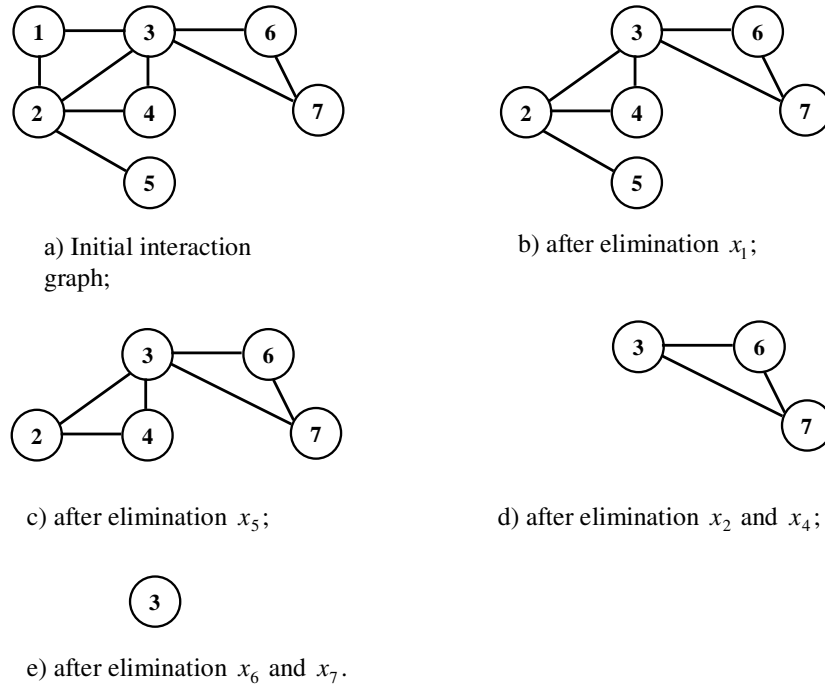 1 3 6
2 4 7
5
a) Initial interaction
graph;
3 6
2 4 7
5
b) after elimination x₁;
3 6
2 4 7
c) after elimination x₅;
3 6
7
d) after elimination x₂ and x₄;
3
e) after elimination x₆ and x₇.